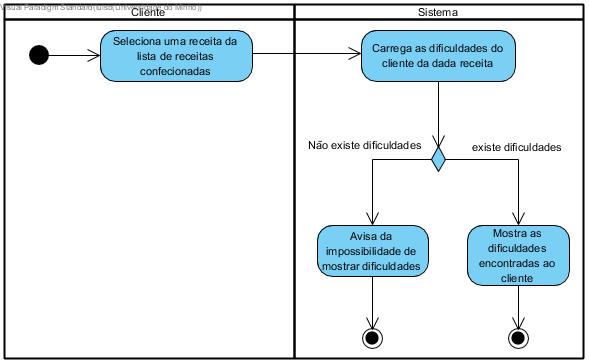 Visual Paradigm Standard(luisd(Universidade do Minho))
Cliente
Sistema
Seleciona uma receita da
lista de receitas
confecionadas
Carrega as dificuldades do
cliente da dada receita
Não existe dificuldades
existe dificuldades
Avisa da
impossibilidade de
mostrar dificuldades
Mostra as
dificuldades
encontradas ao
cliente